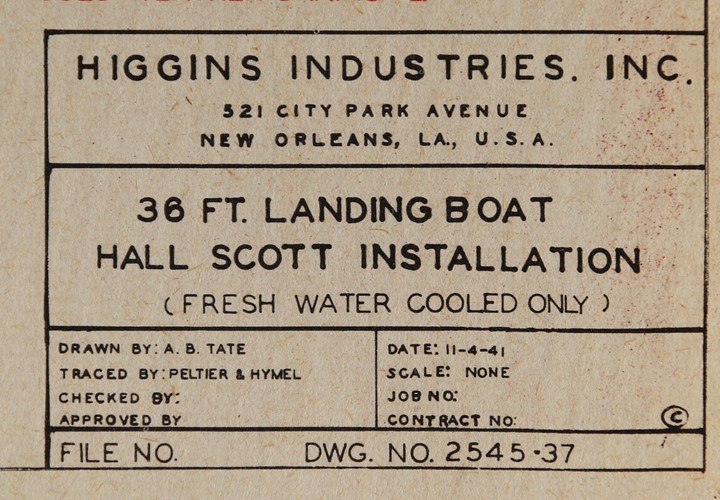 HIGGINS INDUSTRIES. INC.
521 CITY PARK AVENUE
NEW ORLEANS, LA., U.S.A.
36 FT. LANDING BOAT
HALL SCOTT INSTALLATION
(FRESH WATER COOLED ONLY)
DRAWN BY: A. B. TATE
TRACED BY: PELTIER & HYMEL
CHECKED BY:
APPROVED BY
DATE: 11-4-41
SCALE: NONE
JOB NO:
CONTRACT NO:
©
FILE NO.
DWG. NO. 2545-37